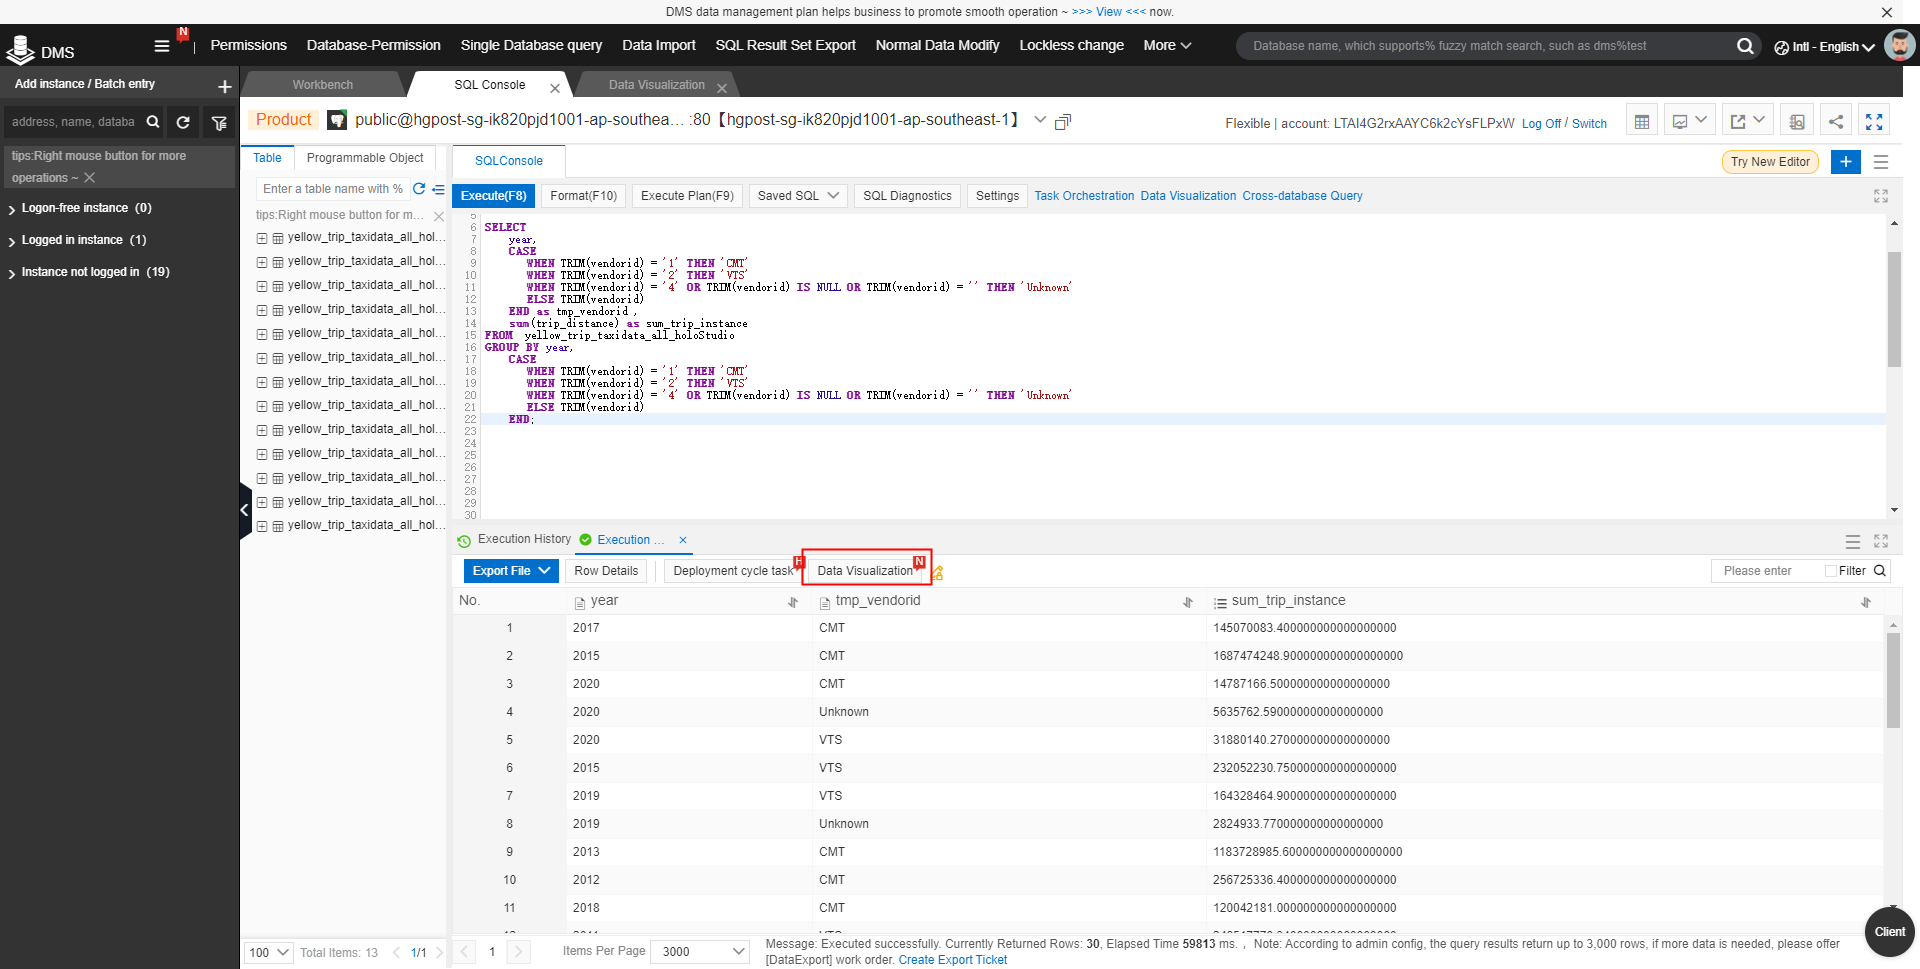 DMS data management plan helps business to promote smooth operation ~ >>> View <<< now.
DMS
N
Permissions Database-Permission Single Database query Data Import SQL Result Set Export Normal Data Modify Lockless change More
Database name, which supports% fuzzy match search, such as dms%test
Intl - English
Add instance / Batch entry
Workbench SQL Console Data Visualization
address, name, databa
Product public@hgpost-sg-ik820pjd1001-ap-southea... :80【hgpost-sg-ik820pjd1001-ap-southeast-1】
Flexible | account: LTAI4G2rxAAYC6k2cYsFLPxW Log Off / Switch
tips:Right mouse button for more
operations ~
Logon-free instance (0)
Logged in instance (1)
Instance not logged in (19)
Table Programmable Object
Enter a table name with %
tips:Right mouse button for m...
yellow_trip_taxidata_all_hol...
yellow_trip_taxidata_all_hol...
yellow_trip_taxidata_all_hol...
yellow_trip_taxidata_all_hol...
yellow_trip_taxidata_all_hol...
yellow_trip_taxidata_all_hol...
yellow_trip_taxidata_all_hol...
yellow_trip_taxidata_all_hol...
yellow_trip_taxidata_all_hol...
yellow_trip_taxidata_all_hol...
yellow_trip_taxidata_all_hol...
yellow_trip_taxidata_all_hol...
yellow_trip_taxidata_all_hol...
100 Total Items: 13 1/1
SQLConsole
Try New Editor
Execute(F8) Format(F10) Execute Plan(F9) Saved SQL SQL Diagnostics Settings Task Orchestration Data Visualization Cross-database Query
5
6 SELECT
7 year,
8 CASE
9 WHEN TRIM(vendorid) = '1' THEN 'CMT'
10 WHEN TRIM(vendorid) = '2' THEN 'VTS'
11 WHEN TRIM(vendorid) = '4' OR TRIM(vendorid) IS NULL OR TRIM(vendorid) = '' THEN 'Unknown'
12 ELSE TRIM(vendorid)
13 END as tmp_vendorid ,
14 sum(trip_distance) as sum_trip_instance
15 FROM yellow_trip_taxidata_all_holoStudio
16 GROUP BY year,
17 CASE
18 WHEN TRIM(vendorid) = '1' THEN 'CMT'
19 WHEN TRIM(vendorid) = '2' THEN 'VTS'
20 WHEN TRIM(vendorid) = '4' OR TRIM(vendorid) IS NULL OR TRIM(vendorid) = '' THEN 'Unknown'
21 ELSE TRIM(vendorid)
22 END;
23
24
25
26
27
28
29
30
Execution History Execution ...
Export File Row Details Deployment cycle task H Data Visualization N
Please enter Filter
No. year tmp_vendorid sum_trip_instance
1 2017 CMT 145070083.400000000000000000
2 2015 CMT 1687474248.900000000000000000
3 2020 CMT 14787166.500000000000000000
4 2020 Unknown 5635762.590000000000000000
5 2020 VTS 31880140.270000000000000000
6 2015 VTS 232052230.750000000000000000
7 2019 VTS 164328464.900000000000000000
8 2019 Unknown 2824933.770000000000000000
9 2013 CMT 1183728985.600000000000000000
10 2012 CMT 256725336.400000000000000000
11 2018 CMT 120042181.000000000000000000
1 Items Per Page 3000
Message: Executed successfully. Currently Returned Rows: 30, Elapsed Time 59813 ms. , Note: According to admin config, the query results return up to 3,000 rows, if more data is needed, please offer
[DataExport] work order. Create Export Ticket
Client